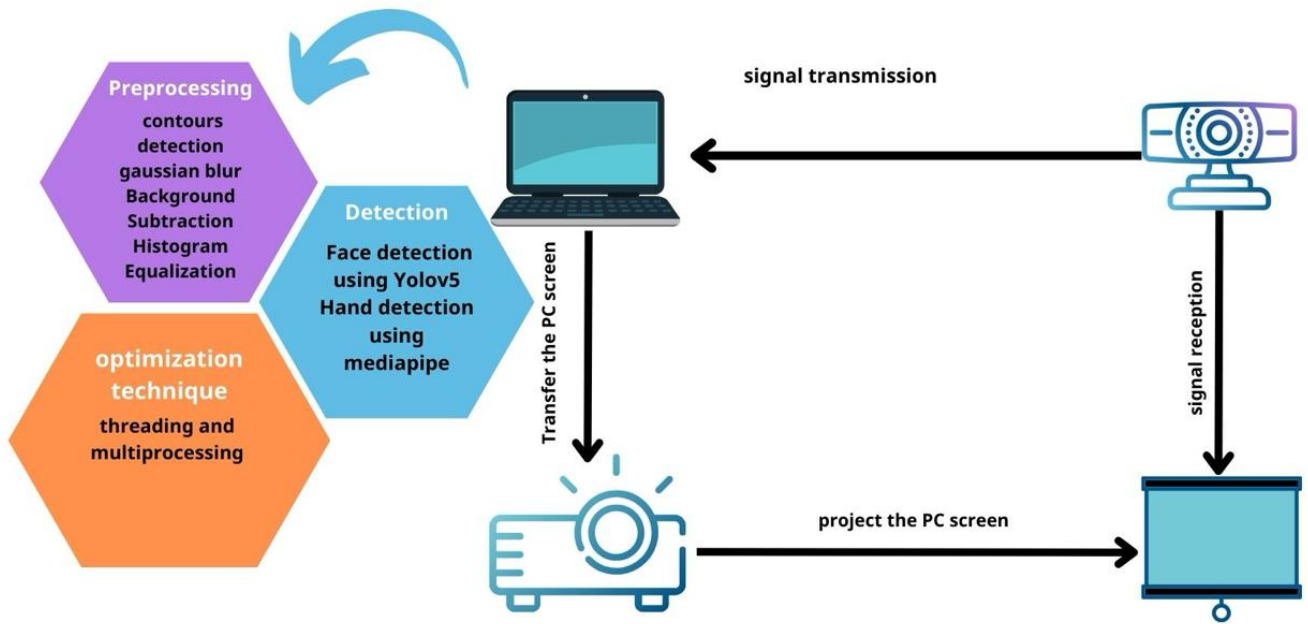 Preprocessing
contours
detection
gaussian blur
Background
Subtraction
Histogram
Equalization
Detection
Face detection
using Yolov5
Hand detection
using
mediapipe
optimization
technique
threading and
multiprocessing
signal transmission
Transfer the PC screen
signal reception
project the PC screen